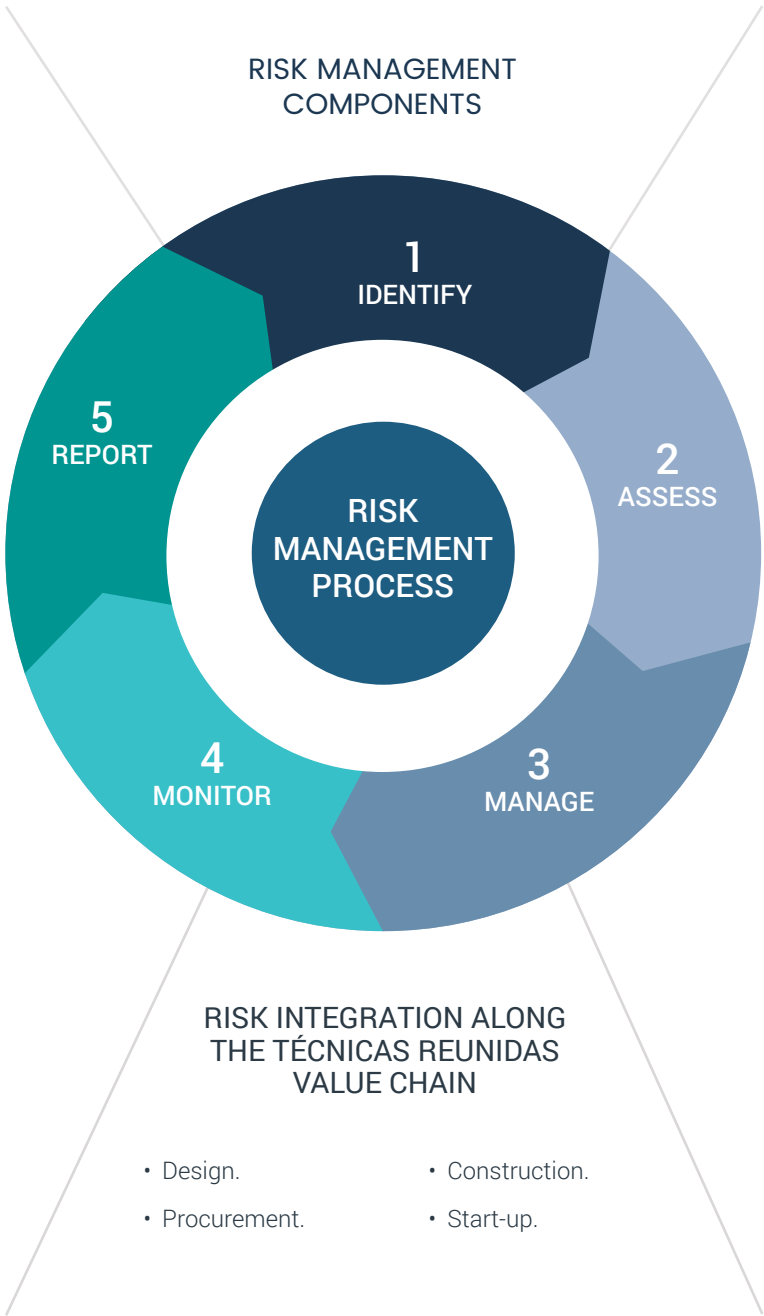 RISK MANAGEMENT
COMPONENTS
1
IDENTIFY
2
ASSESS
3
MANAGE
4
MONITOR
5
REPORT
RISK
MANAGEMENT
PROCESS
RISK INTEGRATION ALONG
THE TÉCNICAS REUNIDAS
VALUE CHAIN
• Design.
• Procurement.
• Construction.
• Start-up.